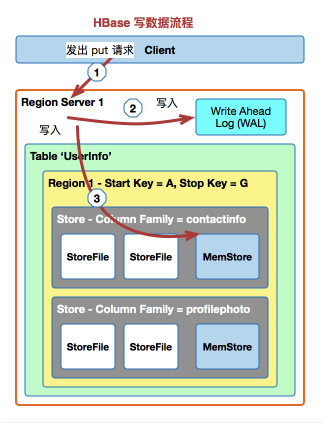 HBase 写数据流程
发出 put 请求 Client
1
Region Server 1
2
写入
Write Ahead
Log (WAL)
写入
Table ‘UserInfo’
Region 1 - Start Key = A, Stop Key = G
3
Store - Column Family = contactinfo
StoreFile StoreFile MemStore
Store - Column Family = profilephoto
StoreFile StoreFile MemStore